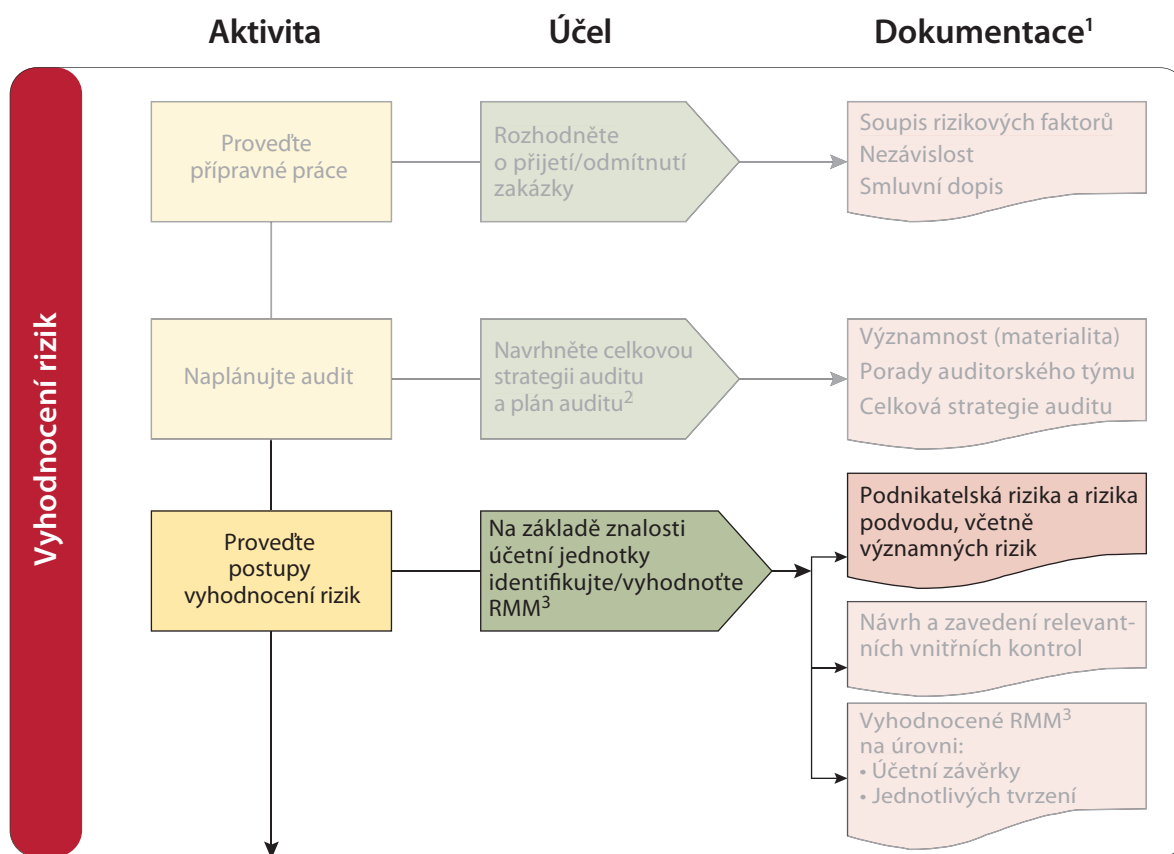 Aktivita
Účel
Dokumentace1
Vyhodnocení rizik
Proveďte
přípravné práce
Rozhodněte
o přijetí/odmítnutí
zakázky
Soupis rizikových faktorů
Nezávislost
Smluvní dopis
Naplánujte audit
Navrhněte celkovou
strategii auditu
a plán auditu2
Významnost (materialita)
Porady auditorského týmu
Celková strategie auditu
Proveďte
postupy
vyhodnocení rizik
Na základě znalosti
účetní jednotky
identifikujte/vyhodnoťte
RMM3
Podnikatelská rizika a rizika
podvodu, včetně
významných rizik
Návrh a zavedení relevant-
ních vnitřních kontrol
Vyhodnocené RMM3
na úrovni:
• Účetní závěrky
• Jednotlivých tvrzení